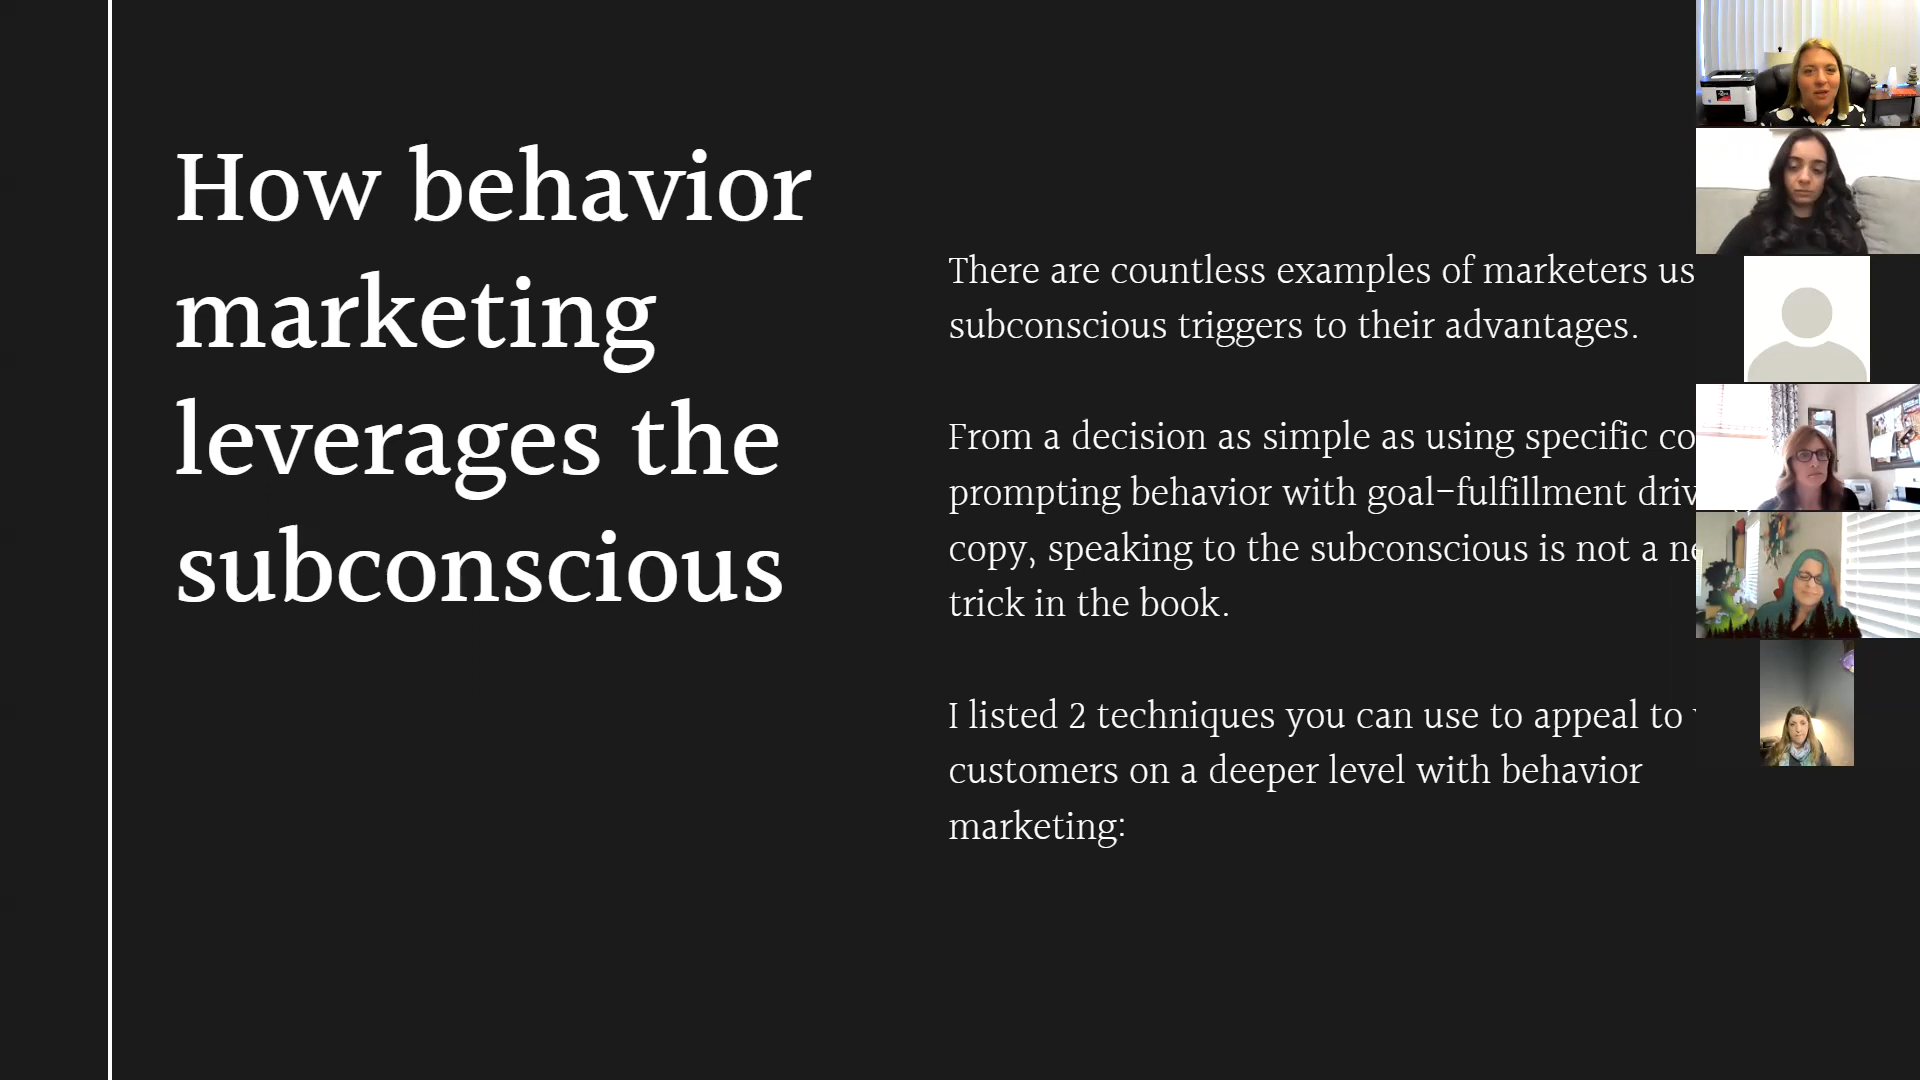 How behavior
marketing
leverages the
subconscious
There are countless examples of marketers us
subconscious triggers to their advantages.
From a decision as simple as using specific co
prompting behavior with goal-fulfillment driv
copy, speaking to the subconscious is not a ne
trick in the book.
I listed 2 techniques you can use to appeal to
customers on a deeper level with behavior
marketing: